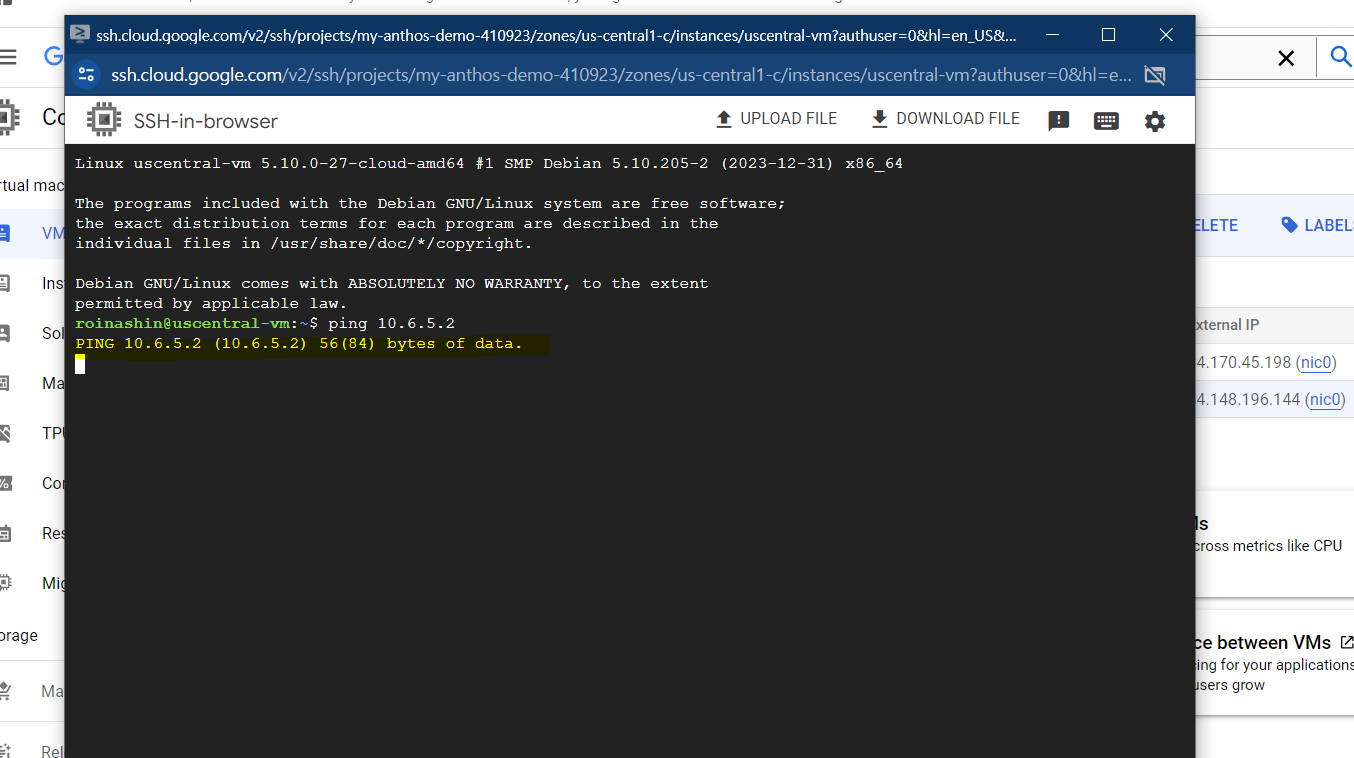 ssh.cloud.google.com/v2/ssh/projects/my-anthos-demo-410923/zones/us-central1-c/instances/uscentral-vm?authuser=0&hl=en_US&...
ssh.cloud.google.com/v2/ssh/projects/my-anthos-demo-410923/zones/us-central1-c/instances/uscentral-vm?authuser=0&hl=e...
SSH-in-browser
UPLOAD FILE
DOWNLOAD FILE
Linux uscentral-vm 5.10.0-27-cloud-amd64 #1 SMP Debian 5.10.205-2 (2023-12-31) x86_64
The programs included with the Debian GNU/Linux system are free software;
the exact distribution terms for each program are described in the
individual files in /usr/share/doc/*/copyright.
Debian GNU/Linux comes with ABSOLUTELY NO WARRANTY, to the extent
permitted by applicable law.
roinashin@uscentral-vm:~$ ping 10.6.5.2
PING 10.6.5.2 (10.6.5.2) 56(84) bytes of data.
G
Co
rtual mac
VM
Ins
Sol
Ma
TPU
Con
Res
Mig
orage
Ma
Rel
ELETE
LABELS
xternal IP
4.170.45.198 (nic0)
4.148.196.144 (nic0)
Ms
cross metrics like CPU
ce between VMs
cing for your applications
users grow